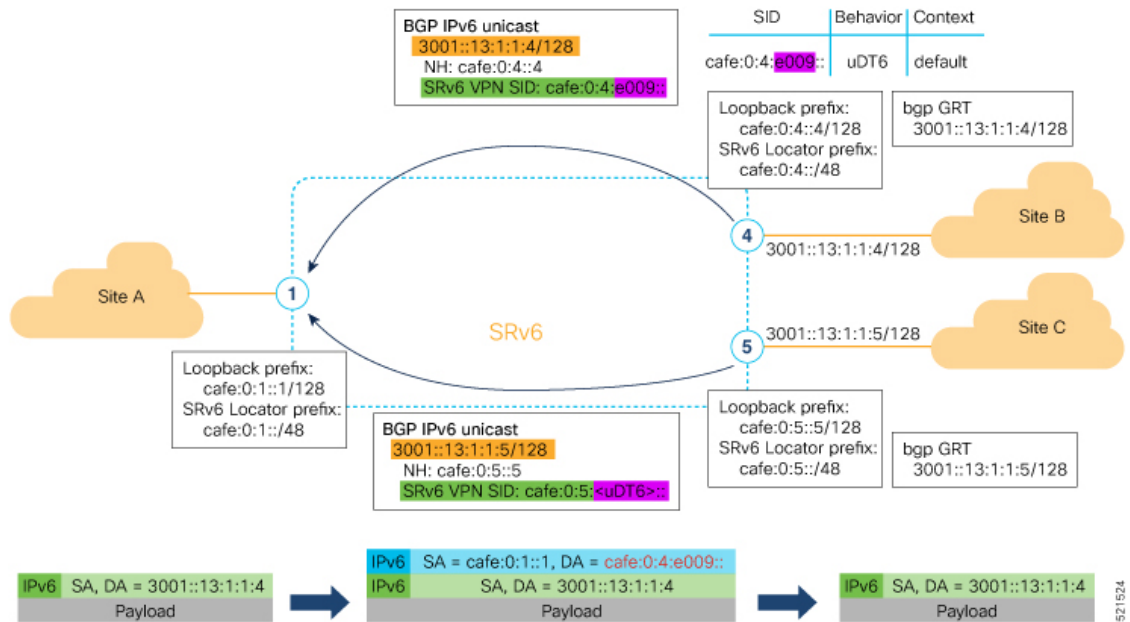 BGP IPv6 unicast
3001::13:1:1:4/128
NH: cafe:0:4::4
SRv6 VPN SID: cafe:0:4:e009::
SID Behavior Context
cafe:0:4:e009:: uDT6 default
Loopback prefix:
cafe:0:4::4/128
SRv6 Locator prefix:
cafe:0:4::/48
bgp GRT
3001::13:1:1:4/128
Site B
4
3001::13:1:1:4/128
Site A
1
SRv6
3001::13:1:1:5/128
Site C
5
Loopback prefix:
cafe:0:1::1/128
SRv6 Locator prefix:
cafe:0:1::/48
BGP IPv6 unicast
3001::13:1:1:5/128
NH: cafe:0:5::5
SRv6 VPN SID: cafe:0:5:<uDT6>::
Loopback prefix:
cafe:0:5::5/128
SRv6 Locator prefix:
cafe:0:5::/48
bgp GRT
3001::13:1:1:5/128
IPv6 SA, DA = 3001::13:1:1:4
Payload
IPv6 SA = cafe:0:1::1, DA = cafe:0:4:e009::
IPv6 SA, DA = 3001::13:1:1:4
Payload
IPv6 SA, DA = 3001::13:1:1:4
Payload
521524